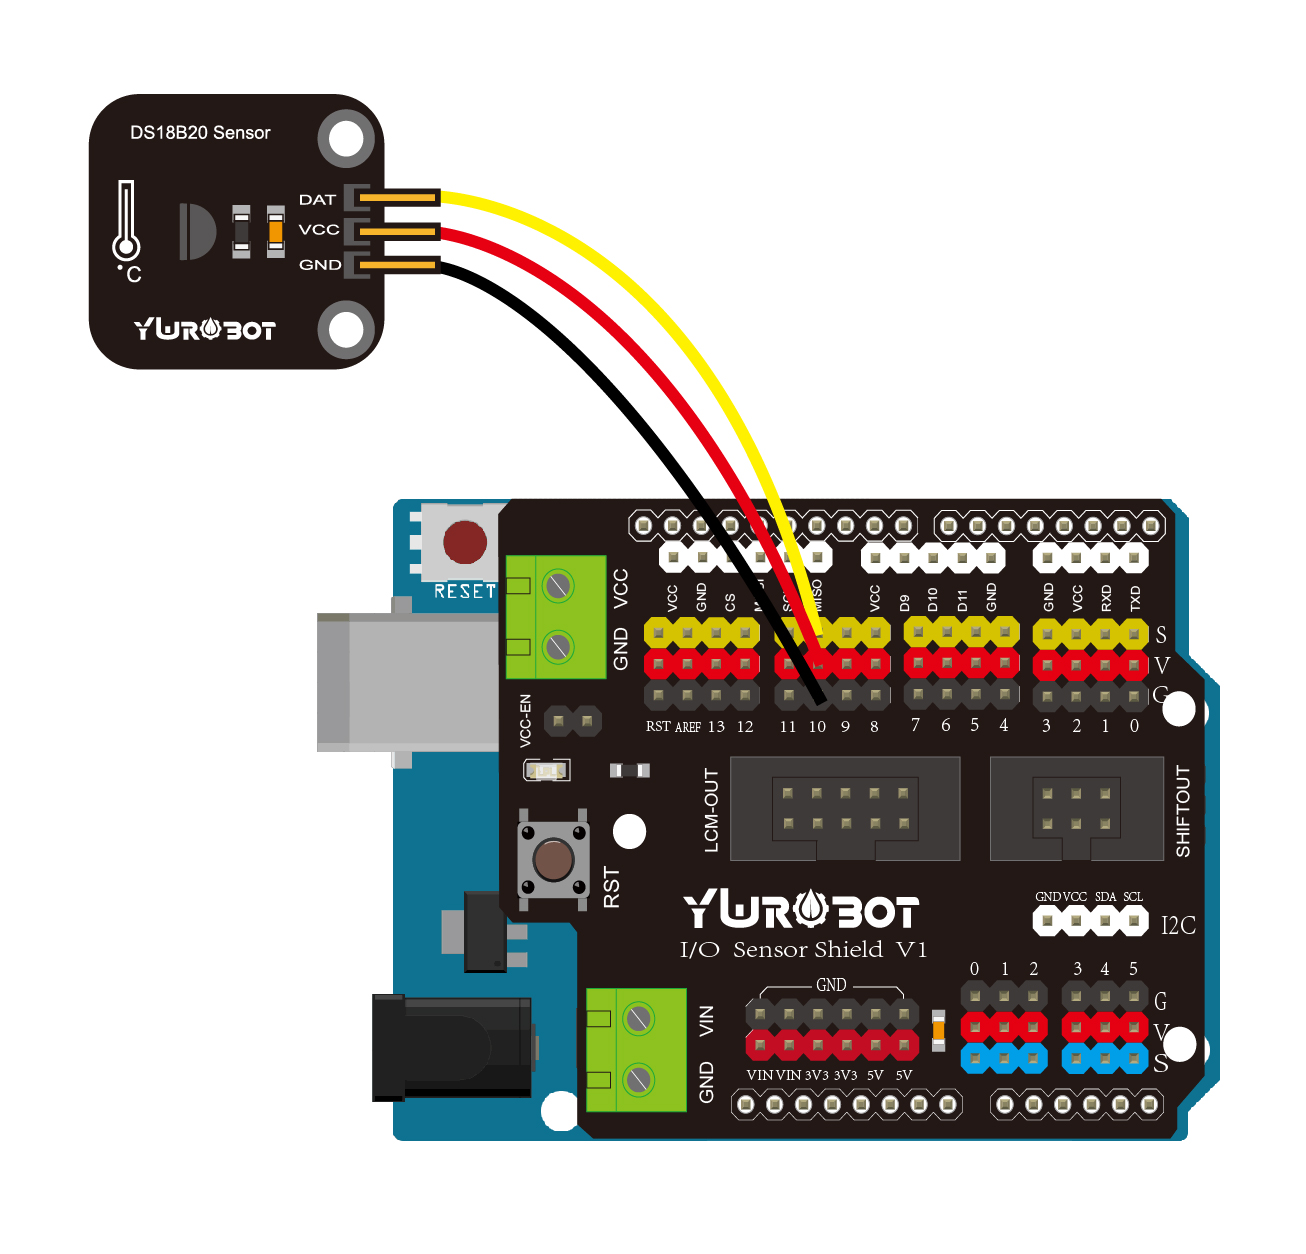 DS18B20 Sensor
DAT
VCC
GND
°C
YWROBOT
RESET
VCC
GND
VCC GND CS SCK MISO VCC D9 D10 D11 GND GND VCC RXD TXD
S
V
G
RST AREF 13 12 11 10 9 8 7 6 5 4 3 2 1 0
VCC-EN
LCM-OUT
SHIFTOUT
RST
YWROBOT
I/O Sensor Shield V1
GND VCC SDA SCL
I2C
0 1 2 3 4 5
GND
G
V
S
VIN
GND
VIN VIN 3V3 3V3 5V 5V